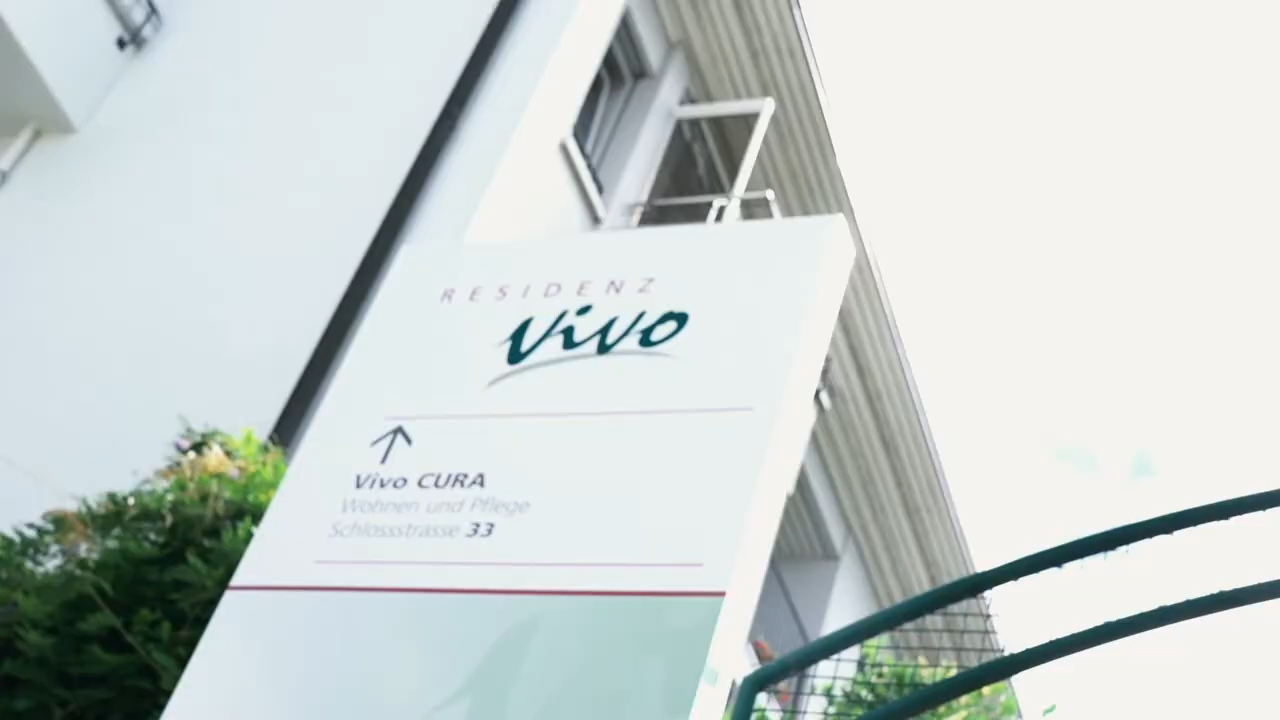 RESIDENZ
Vivo
Vivo CURA
Wohnen und Pflege
Schlossstrasse 33